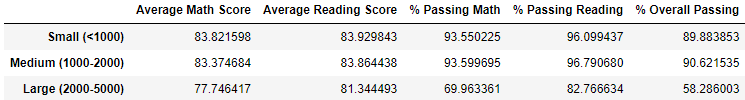 Average Math Score Average Reading Score % Passing Math % Passing Reading % Overall Passing
Small (<1000) 83.821598 83.929843 93.550225 96.099437 89.883853
Medium (1000-2000) 83.374684 83.864438 93.599695 96.790680 90.621535
Large (2000-5000) 77.746417 81.344493 69.963361 82.766634 58.286003